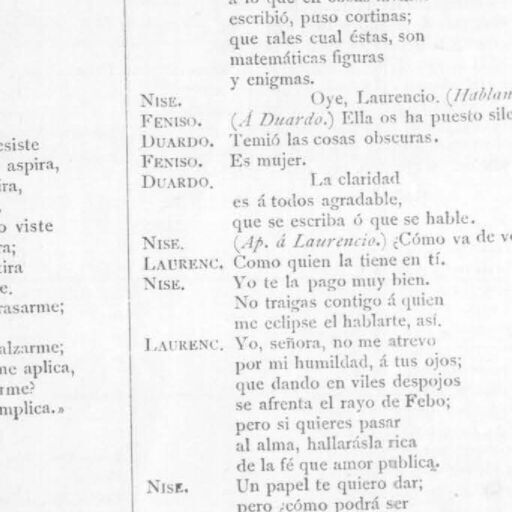 esiste
aspira,
ira,
viste
ra;
tira
e.
rasarme;
alzarme;
me aplica,
rme?
mplica.»
escribió, puso cortinas;
que tales cual éstas, son
matemáticas figuras
y enigmas.
NISE. Oye, Laurencio. (Hablan
FENISO. (Á Duardo.) Ella os ha puesto sile
DUARDO. Temió las cosas obscuras.
FENISO. Es mujer.
DUARDO. La claridad
es á todos agradable,
que se escriba ó que se hable.
NISE. (Ap. á Laurencio.) ¿Cómo va de v
LAURENC. Como quien la tiene en tí.
NISE. Yo te la pago muy bien.
No traigas contigo á quien
me eclipse el hablarte, así.
LAURENC. Yo, señora, no me atrevo
por mi humildad, á tus ojos;
que dando en viles despojos
se afrenta el rayo de Febo;
pero si quieres pasar
al alma, hallarásla rica
de la fé que amor publica.
NISE. Un papel te quiero dar;
pero ¿cómo podrá ser